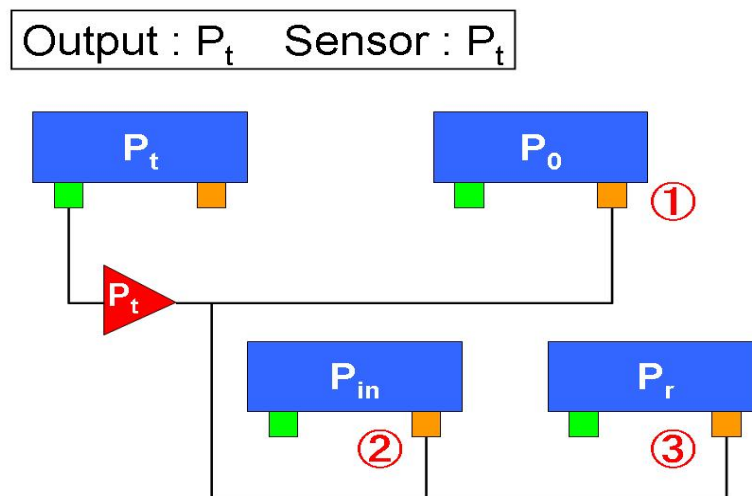 Output : Pt Sensor : Pt
Pt
P0
①
Pt
Pin
Pr
②
③